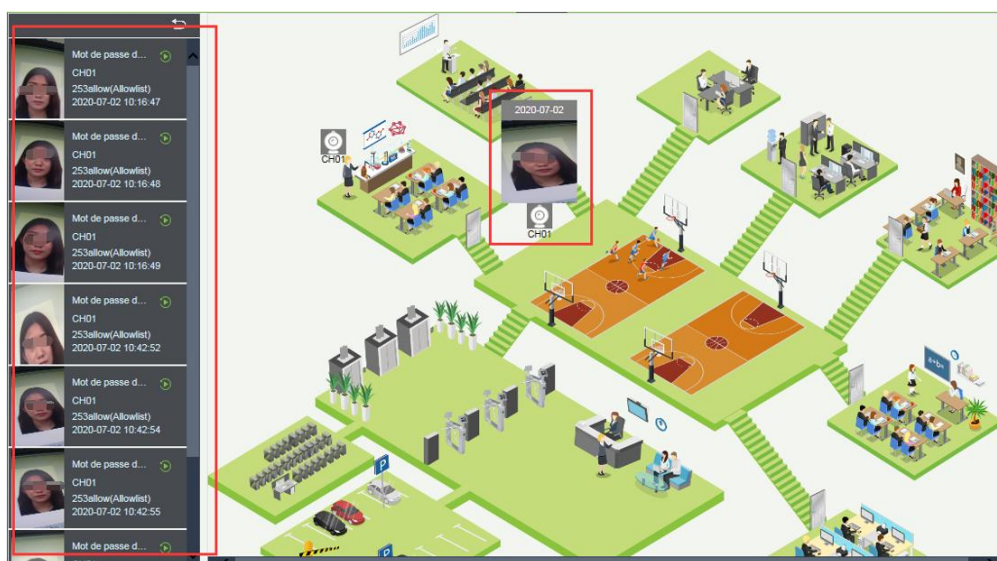 Mot de passe d...
CH01
253allow(Allowlist)
2020-07-02 10:16:47
Mot de passe d...
CH01
253allow(Allowlist)
2020-07-02 10:16:48
Mot de passe d...
CH01
253allow(Allowlist)
2020-07-02 10:16:49
Mot de passe d...
CH01
253allow(Allowlist)
2020-07-02 10:42:52
Mot de passe d...
CH01
253allow(Allowlist)
2020-07-02 10:42:54
Mot de passe d...
CH01
253allow(Allowlist)
2020-07-02 10:42:55
Mot de passe d...
CH01
2020-07-02
CH01
P
P